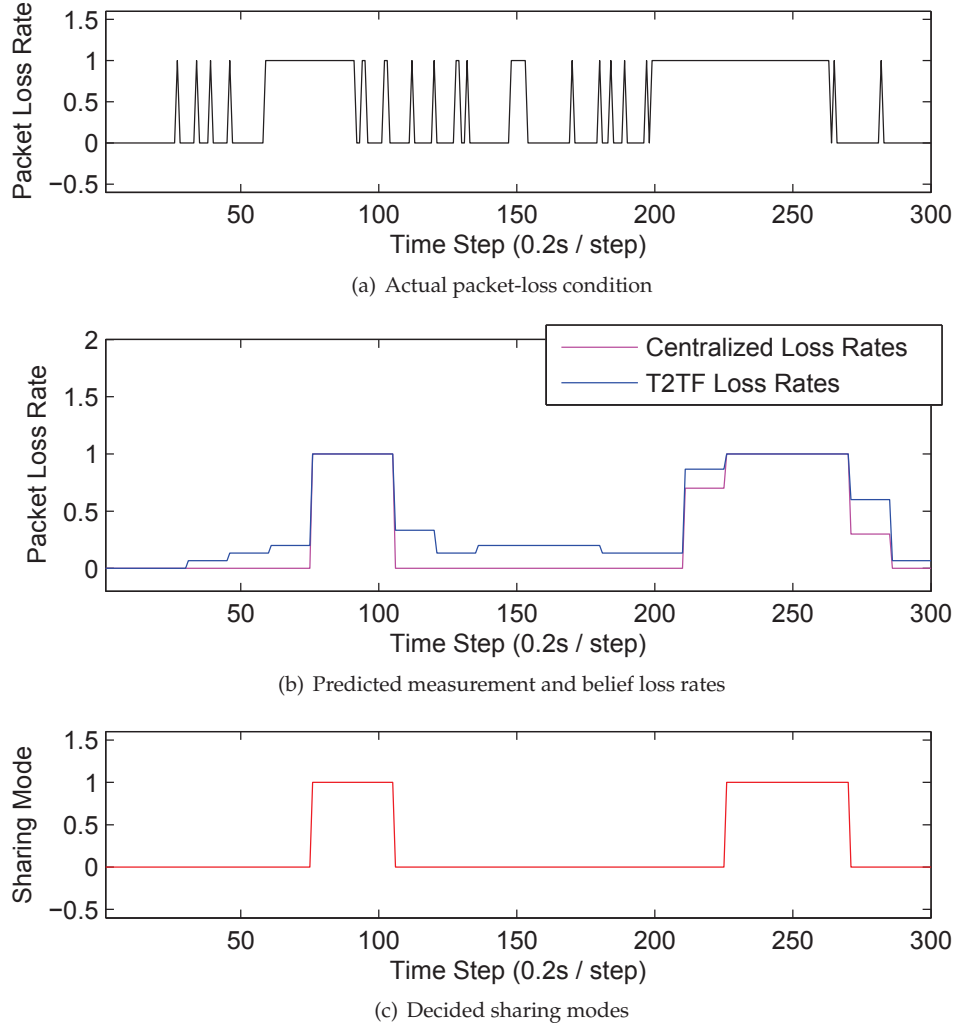 1.5
1
0.5
0
−0.5
Packet Loss Rate
50 100 150 200 250 300
Time Step (0.2s / step)
(a) Actual packet-loss condition
2
1.5
1
0.5
0
Packet Loss Rate
Centralized Loss Rates
T2TF Loss Rates
50 100 150 200 250 300
Time Step (0.2s / step)
(b) Predicted measurement and belief loss rates
1.5
1
0.5
0
−0.5
Sharing Mode
50 100 150 200 250 300
Time Step (0.2s / step)
(c) Decided sharing modes